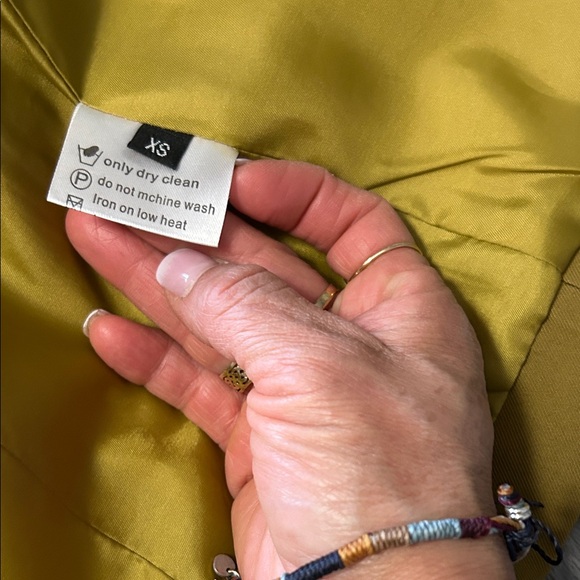 XS
only dry clean
P
do not mchine wash
Iron on low heat